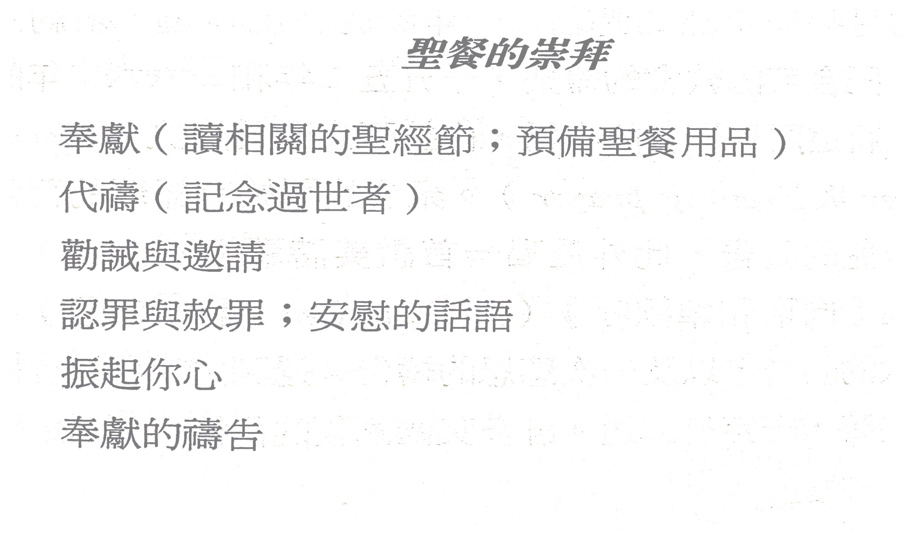 聖餐的崇拜
奉獻（讀相關的聖經節；預備聖餐用品）
代禱（記念過世者）
勸誡與邀請
認罪與赦罪；安慰的話語
振起你心
奉獻的禱告